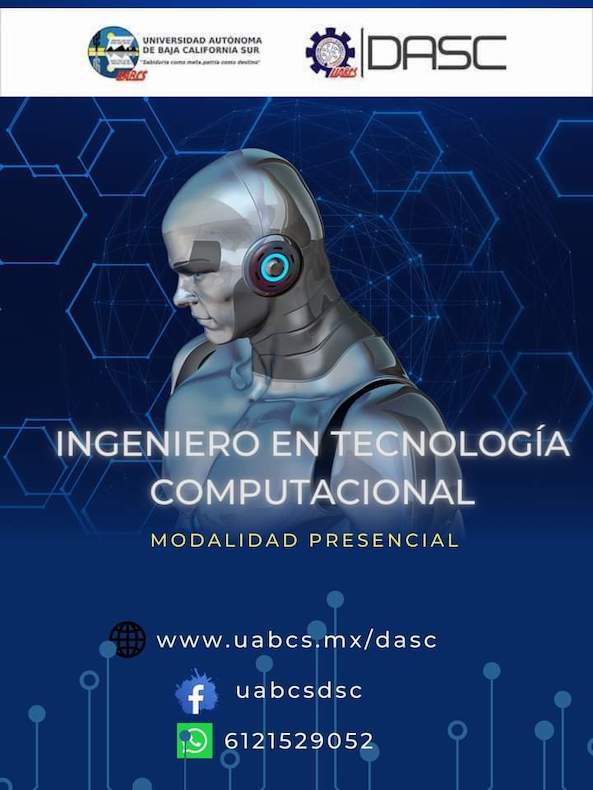 UNIVERSIDAD AUTÓNOMA
DE BAJA CALIFORNIA SUR
"Sabiduría como meta, patria como destino"
UABCS
UABCS
DASC
INGENIERO EN TECNOLOGÍA
COMPUTACIONAL
MODALIDAD PRESENCIAL
www.uabcs.mx/dasc
uabcsdsc
6121529052